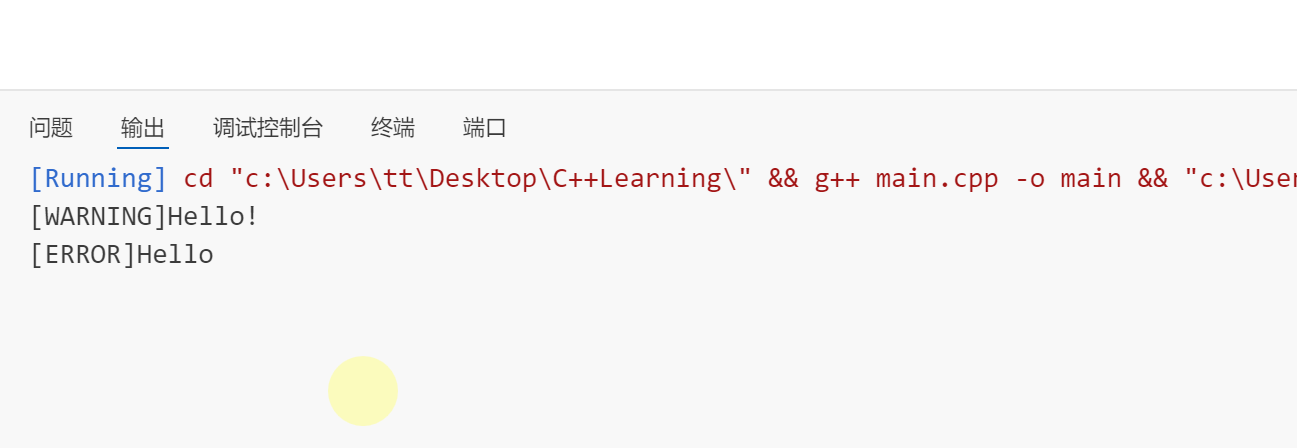 问题 输出 调试控制台 终端 端口
[Running] cd "c:\Users\tt\Desktop\C++Learning\" && g++ main.cpp -o main && "c:\User
[WARNING]Hello!
[ERROR]Hello